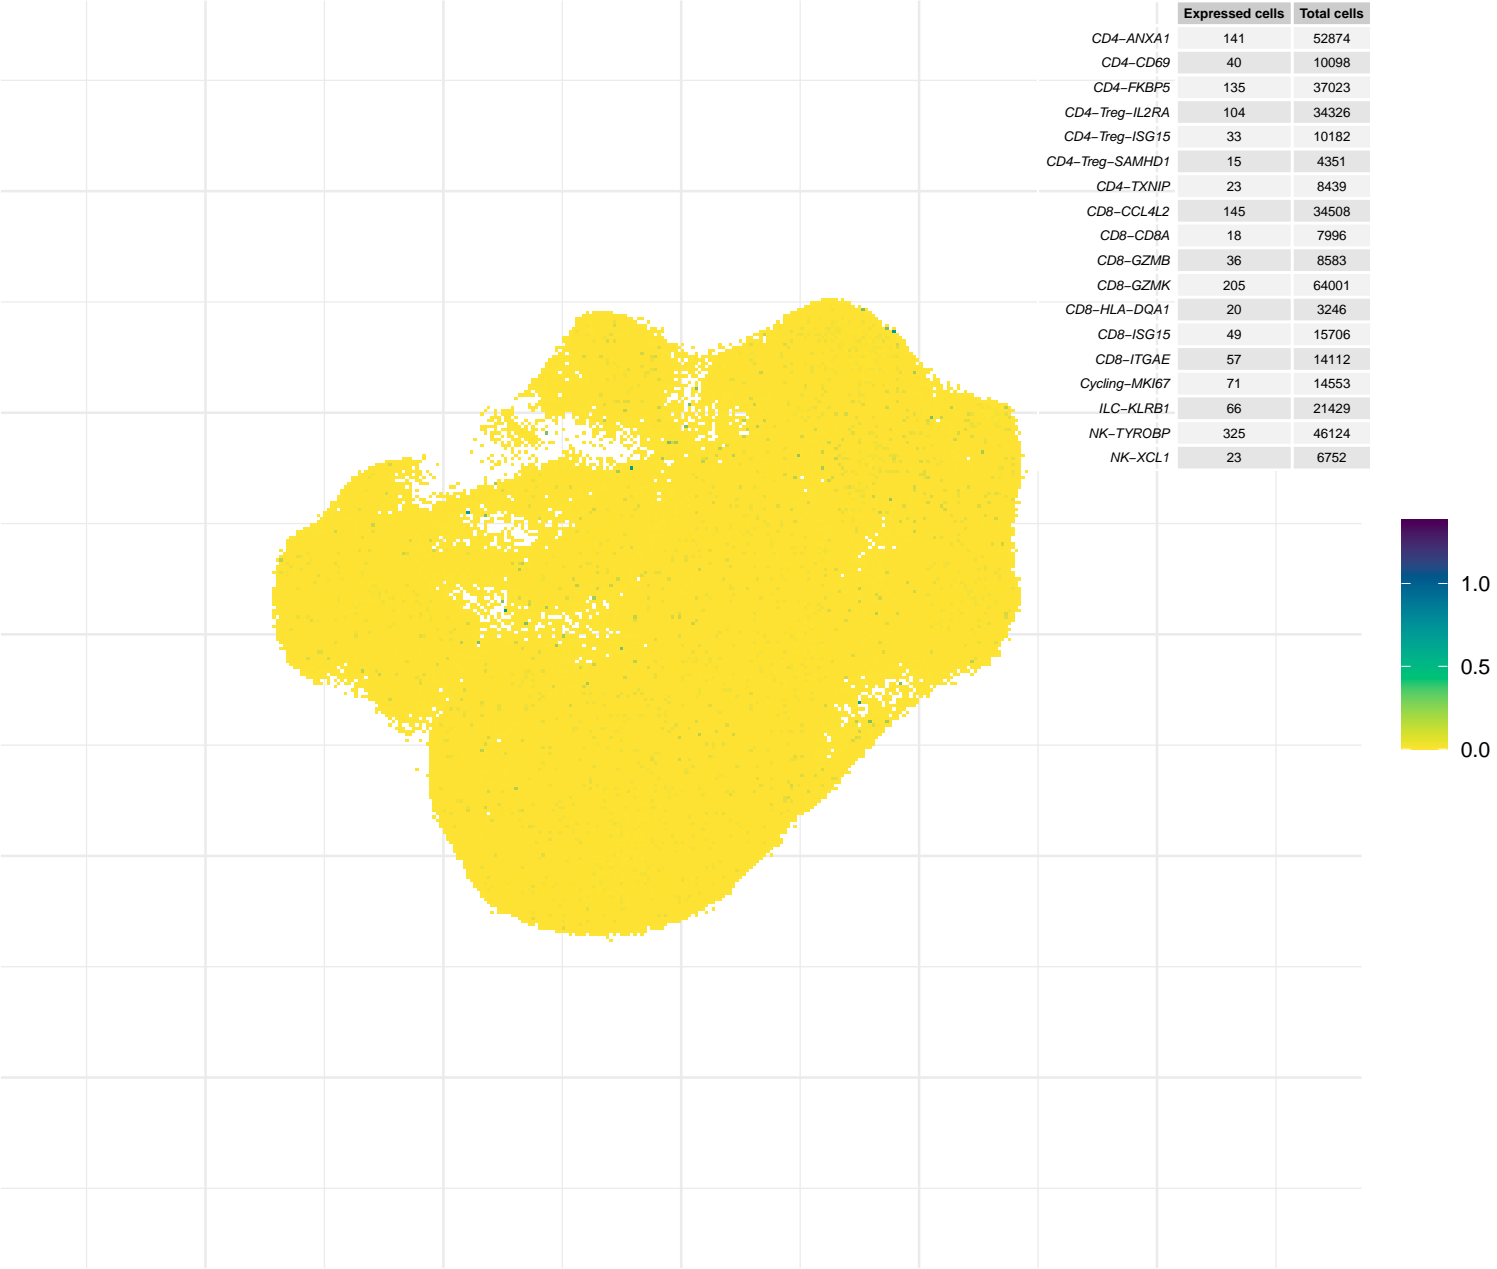 Expressed cells Total cells
CD4−ANXA1 141 52874
CD4−CD69 40 10098
CD4−FKBP5 135 37023
CD4−Treg−IL2RA 104 34326
CD4−Treg−ISG15 33 10182
CD4−Treg−SAMHD1 15 4351
CD4−TXNIP 23 8439
CD8−CCL4L2 145 34508
CD8−CD8A 18 7996
CD8−GZMB 36 8583
CD8−GZMK 205 64001
CD8−HLA−DQA1 20 3246
CD8−ISG15 49 15706
CD8−ITGAE 57 14112
Cycling−MKI67 71 14553
ILC−KLRB1 66 21429
NK−TYROBP 325 46124
NK−XCL1 23 6752
1.0
0.5
0.0